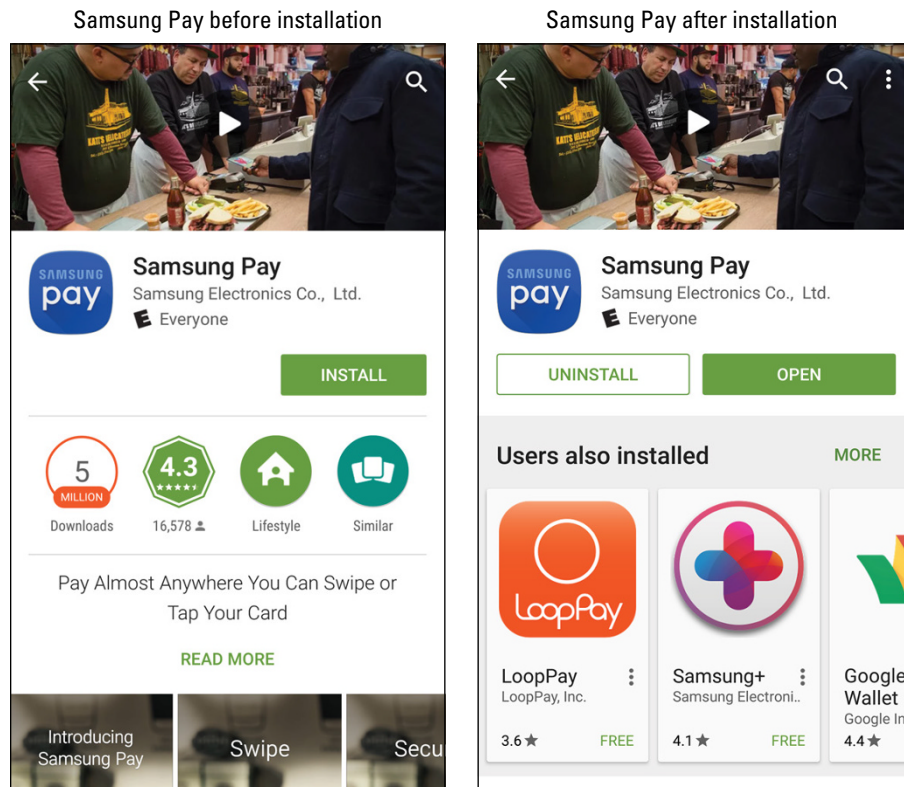 Samsung Pay before installation
KATZ'S DELICATESSEN
SAMSUNG
pay
Samsung Pay
Samsung Electronics Co., Ltd.
E Everyone
INSTALL
5
MILLION
Downloads
4.3
16,578
Lifestyle
Similar
Pay Almost Anywhere You Can Swipe or
Tap Your Card
READ MORE
Introducing
Samsung Pay
Swipe
Secu
Samsung Pay after installation
SAMSUNG
pay
Samsung Pay
Samsung Electronics Co., Ltd.
E Everyone
UNINSTALL
OPEN
Users also installed
MORE
LoopPay
LoopPay
LoopPay, Inc.
3.6★
FREE
Samsung+
Samsung Electroni..
4.1★
FREE
Google
Wallet
Google In
4.4★